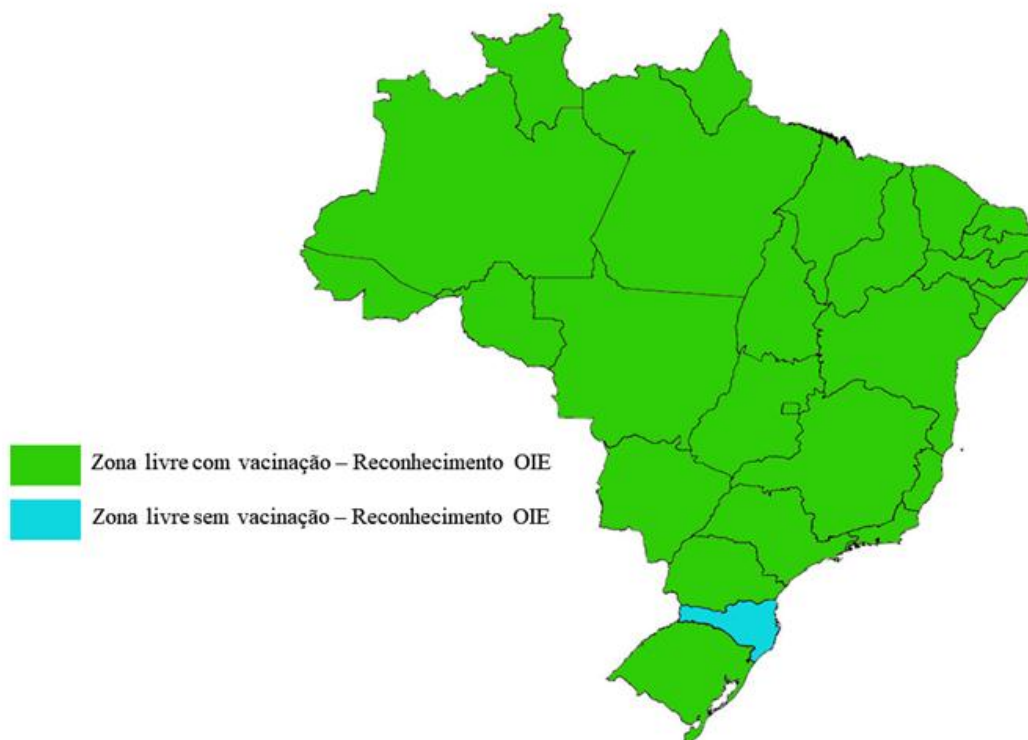 Zona livre com vacinação – Reconhecimento OIE
Zona livre sem vacinação – Reconhecimento OIE